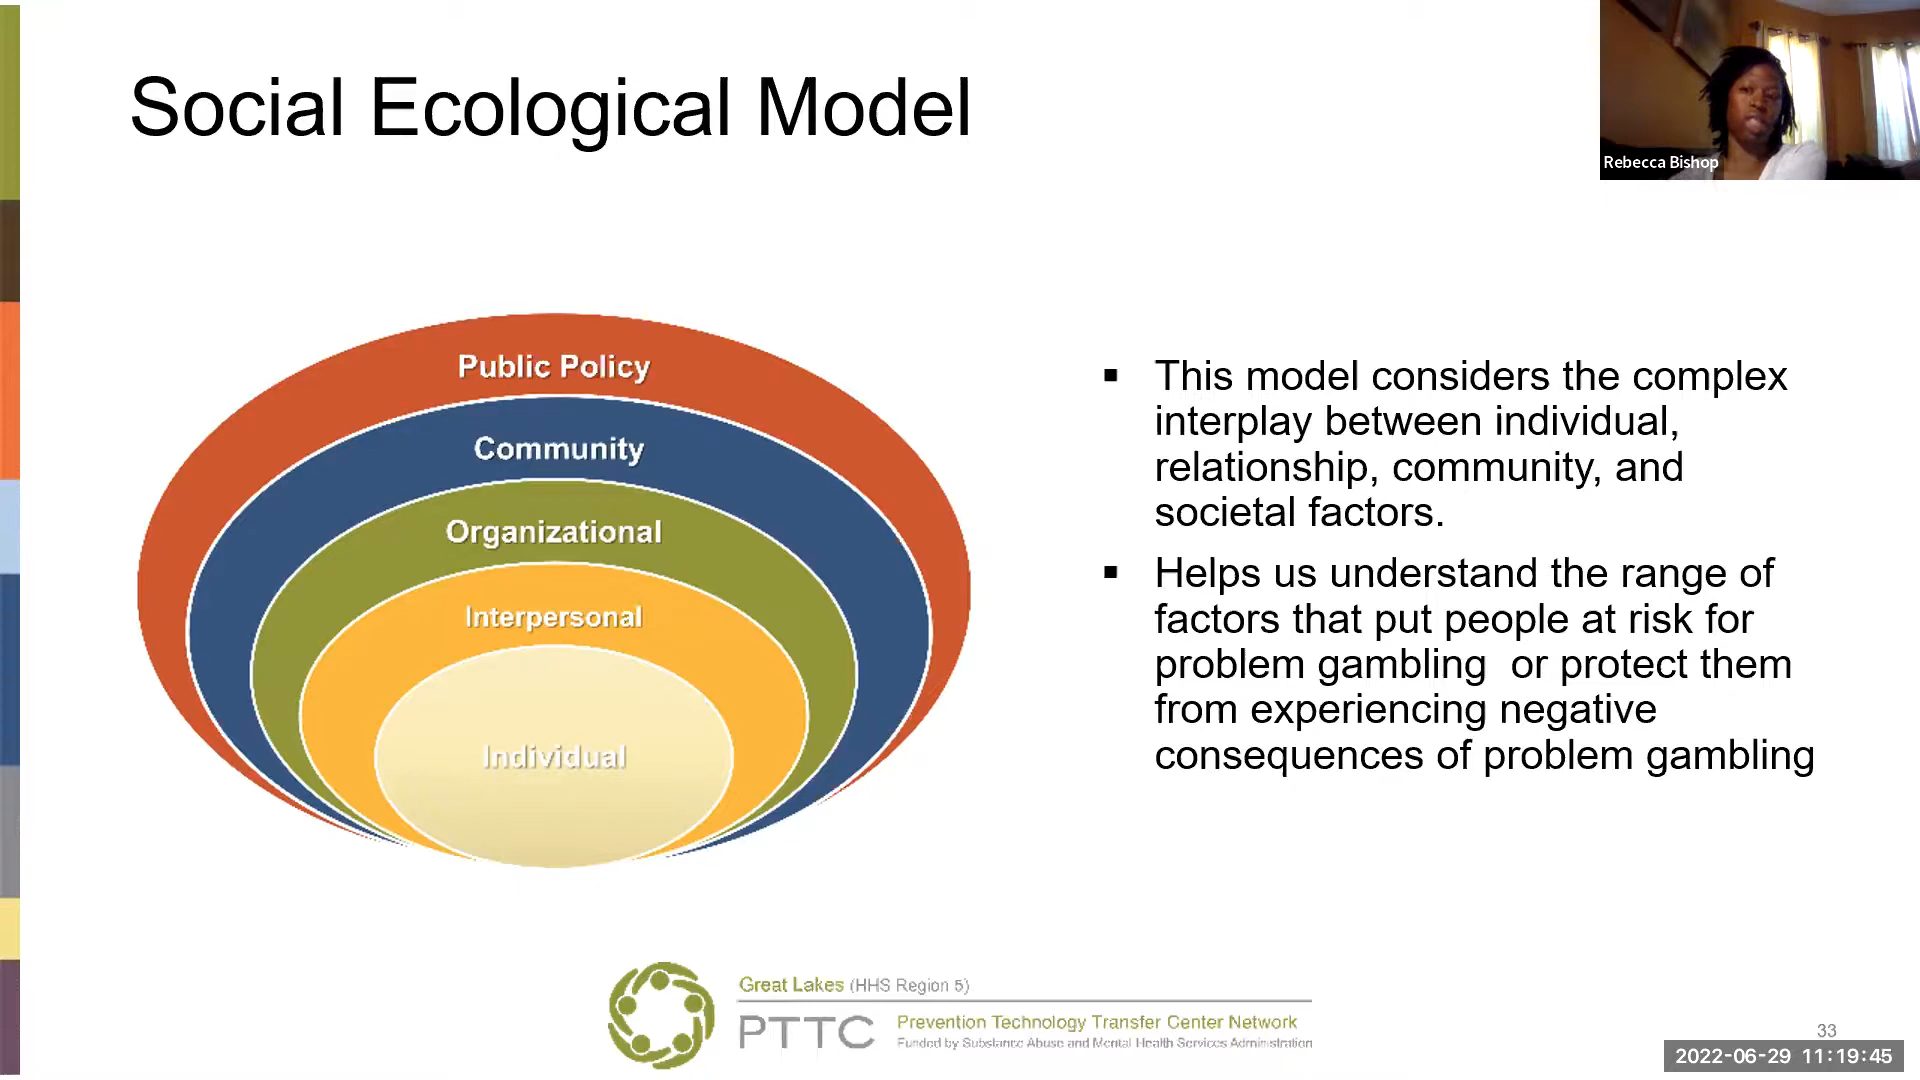 Social Ecological Model
Rebecca Bishop
Public Policy
Community
Organizational
Interpersonal
Individual
▪ This model considers the complex
interplay between individual,
relationship, community, and
societal factors.
▪ Helps us understand the range of
factors that put people at risk for
problem gambling  or protect them
from experiencing negative
consequences of problem gambling
Great Lakes (HHS Region 5)
PTTC
Prevention Technology Transfer Center Network
Funded by Substance Abuse and Mental Health Services Administration
33
2022-06-29 11:19:45